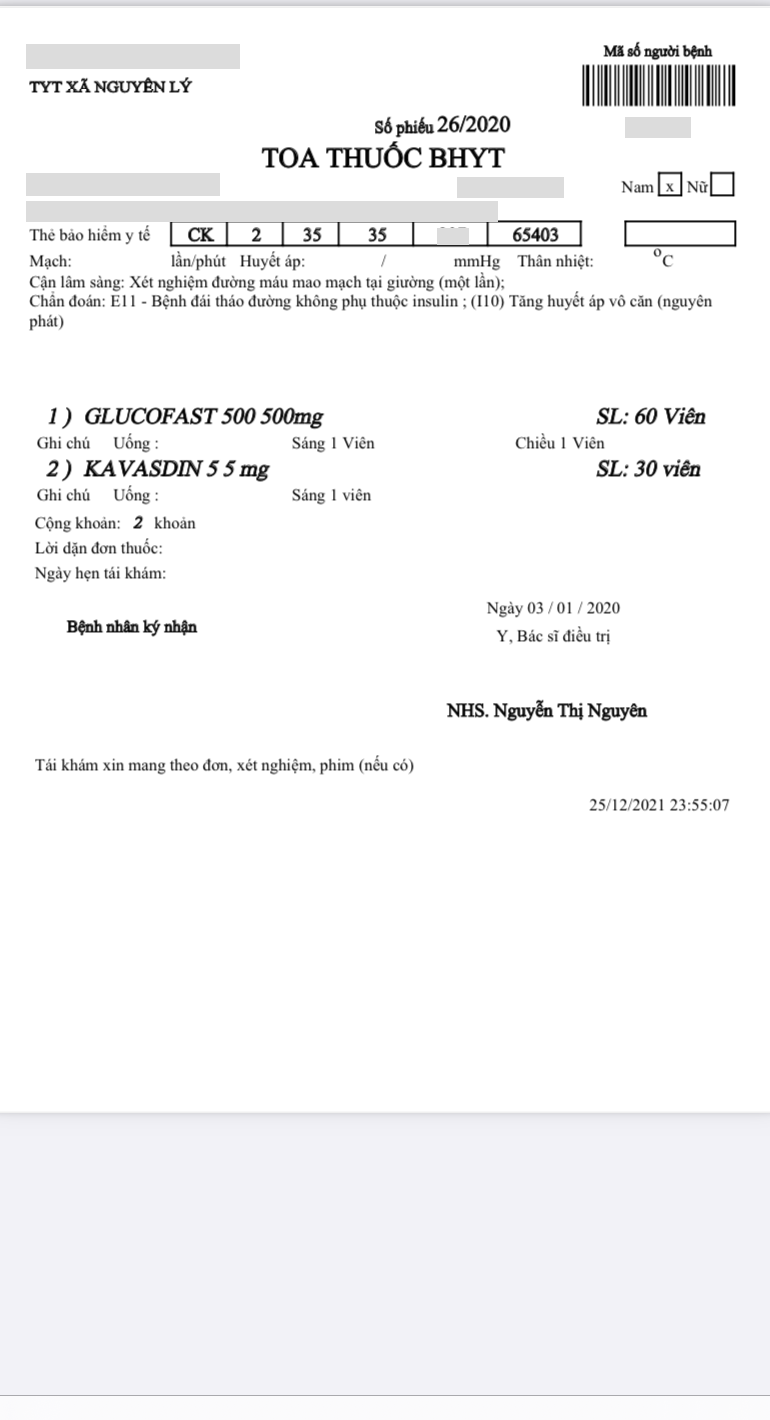 Mã số người bệnh
TYT XÃ NGUYÊN LÝ
Số phiếu 26/2020
TOA THUỐC BHYT
Nam x Nữ
Thẻ bảo hiểm y tế CK 2 35 35 65403
Mạch: lần/phút Huyết áp: / mmHg Thân nhiệt: °C
Cận lâm sàng: Xét nghiệm đường máu mao mạch tại giường (một lần);
Chẩn đoán: E11 - Bệnh đái tháo đường không phụ thuộc insulin ; (I10) Tăng huyết áp vô căn (nguyên
phát)
1 ) GLUCOFAST 500 500mg SL: 60 Viên
Ghi chú Uống : Sáng 1 Viên Chiều 1 Viên
2 ) KAVASDIN 5 5 mg SL: 30 viên
Ghi chú Uống : Sáng 1 viên
Cộng khoản: 2 khoản
Lời dặn đơn thuốc:
Ngày hẹn tái khám:
Ngày 03 / 01 / 2020
Bệnh nhân ký nhận
Y, Bác sĩ điều trị
NHS. Nguyễn Thị Nguyên
Tái khám xin mang theo đơn, xét nghiệm, phim (nếu có)
25/12/2021 23:55:07